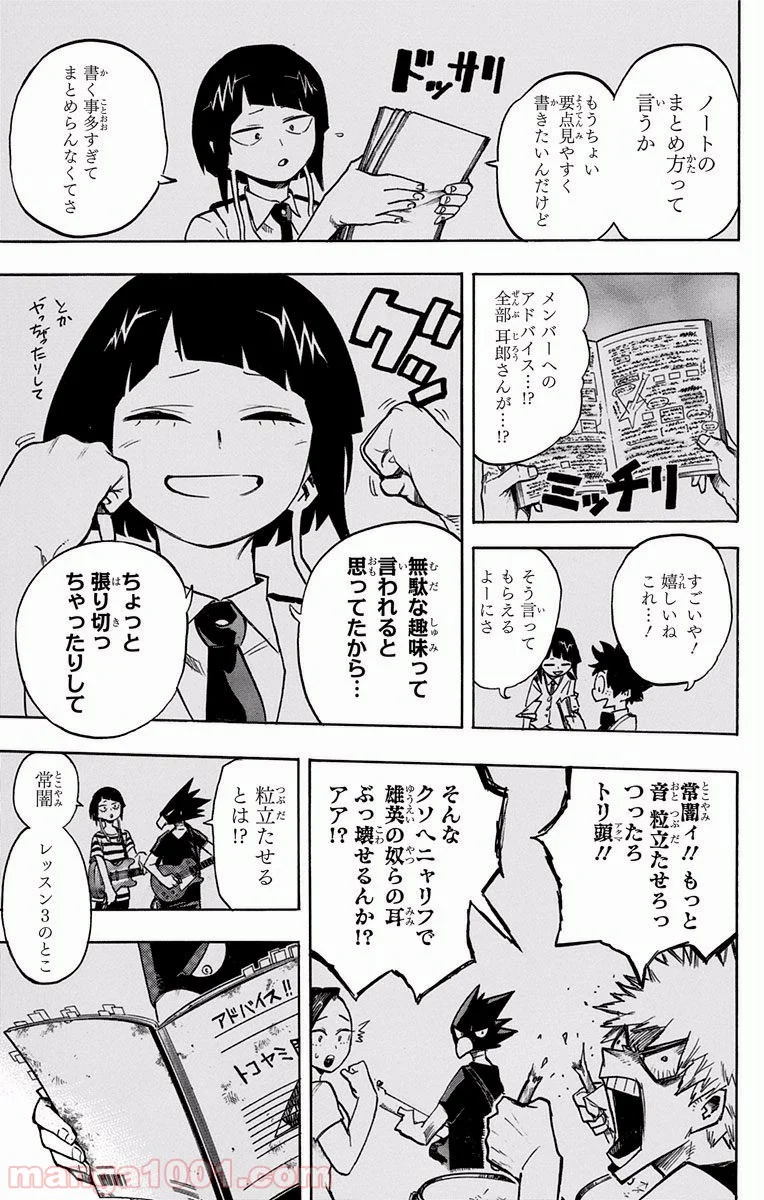 ノートの
まとめ方って
言うか
もうちょい
要点見やすく
書きたいんだけど
ドッサリ
書く事多すぎて
まとめらんなくてさ
メンバーへの
アドバイス…!?
全部 耳郎さんが…!?
ミッチリ
すごいや!
嬉しいね
これ…!
そう言って
もらえる
よーにさ
グッ
無駄な趣味って
言われると
思ってたから…
ちょっと
張り切っ
ちゃったりして
とか
やっちゃったりして
常闇ィ!! もっと
音 粒立たせろっ
つったろ
トリ頭!!
そんな
クソヘニャリフで
雄英の奴らの耳
ぶっ壊せるんか
アア!?
粒立たせる
とは!?
常闇
レッスン3のとこ
アドバイス!!
トコヤミ
manga1001.com